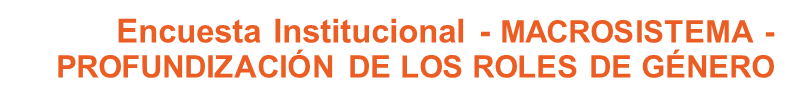 Encuesta Institucional - MACROSISTEMA -
PROFUNDIZACIÓN DE LOS ROLES DE GÉNERO